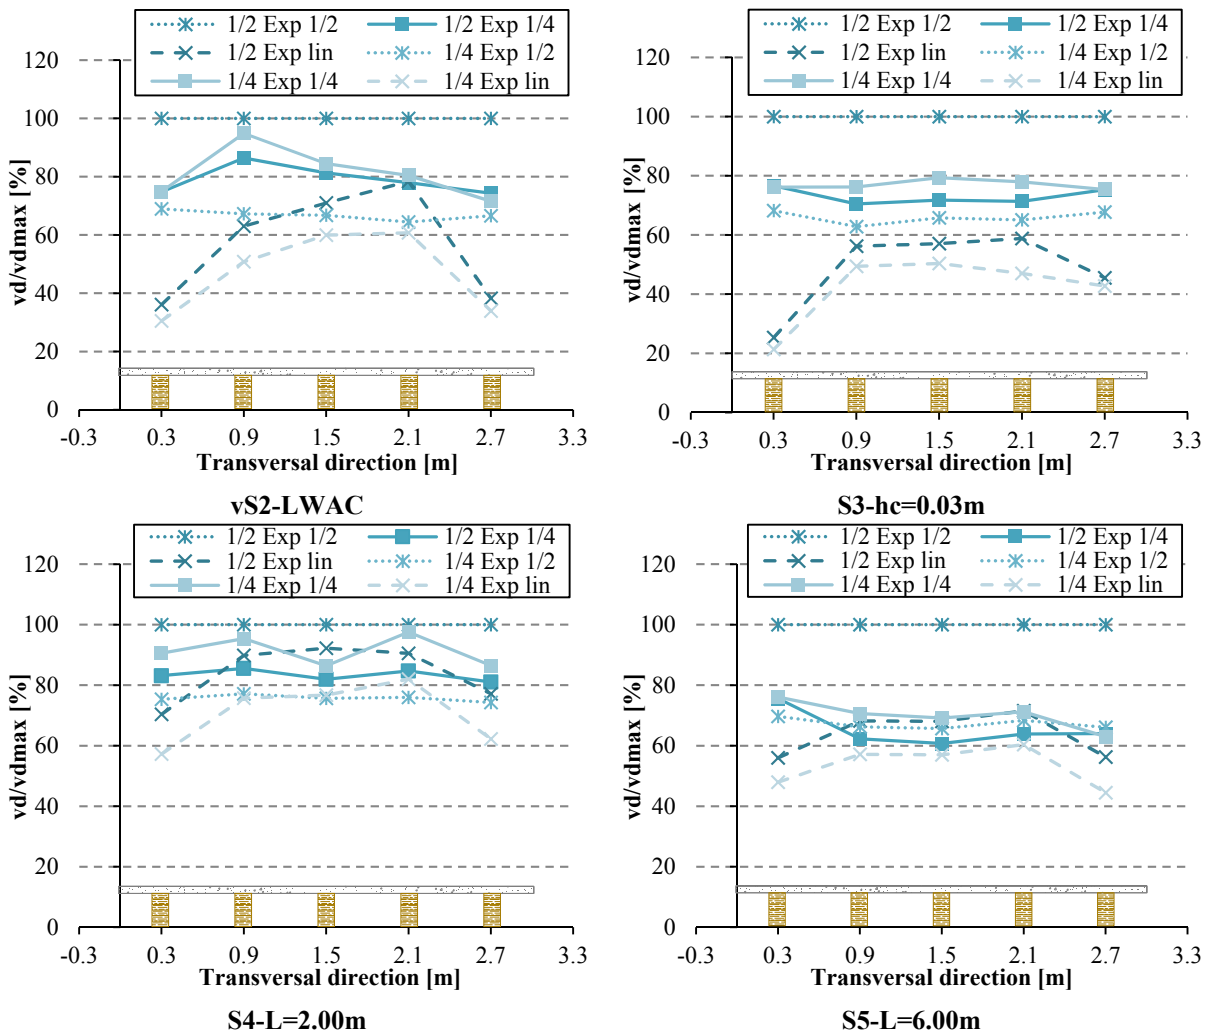 1/2 Exp 1/2
1/2 Exp 1/4
1/2 Exp lin
1/4 Exp 1/2
1/4 Exp 1/4
1/4 Exp lin
120
100
80
60
40
20
0
vd/vdmax [%]
-0.3 0.3 0.9 1.5 2.1 2.7 3.3
Transversal direction [m]
vS2-LWAC
1/2 Exp 1/2
1/2 Exp 1/4
1/2 Exp lin
1/4 Exp 1/2
1/4 Exp 1/4
1/4 Exp lin
120
100
80
60
40
20
0
vd/vdmax [%]
-0.3 0.3 0.9 1.5 2.1 2.7 3.3
Transversal direction [m]
S3-hc=0.03m
1/2 Exp 1/2
1/2 Exp 1/4
1/2 Exp lin
1/4 Exp 1/2
1/4 Exp 1/4
1/4 Exp lin
120
100
80
60
40
20
0
vd/vdmax [%]
-0.3 0.3 0.9 1.5 2.1 2.7 3.3
Transversal direction [m]
S4-L=2.00m
1/2 Exp 1/2
1/2 Exp 1/4
1/2 Exp lin
1/4 Exp 1/2
1/4 Exp 1/4
1/4 Exp lin
120
100
80
60
40
20
0
vd/vdmax [%]
-0.3 0.3 0.9 1.5 2.1 2.7 3.3
Transversal direction [m]
S5-L=6.00m